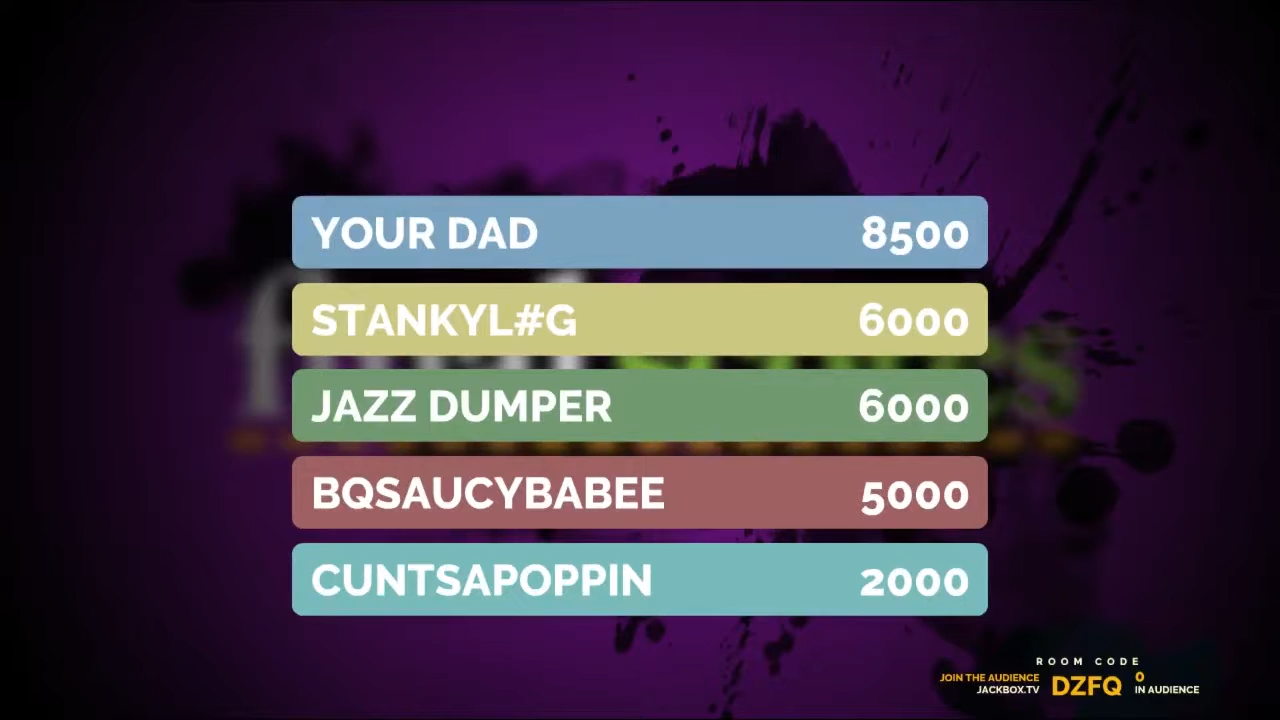 YOUR DAD 8500
STANKYL#G 6000
JAZZ DUMPER 6000
BQSAUCYBABEE 5000
CUNTSAPOPPIN 2000
ROOM CODE
JOIN THE AUDIENCE
JACKBOX.TV
DZFQ
0
IN AUDIENCE